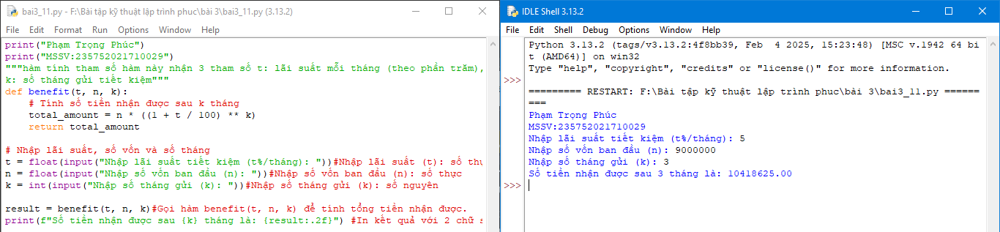 bai3_11.py - F:\Bài tập kỹ thuật lập trình phuc\bài 3\bai3_11.py (3.13.2)
File Edit Format Run Options Window Help
print("Phạm Trọng Phúc")
print("MSSV:235752021710029")
"""hàm tính tham số hàm này nhận 3 tham số t: lãi suất mỗi tháng (theo phần trăm),
k: số tháng gửi tiết kiệm"""
def benefit(t, n, k):
    # Tính số tiền nhận được sau k tháng
    total_amount = n * ((1 + t / 100) ** k)
    return total_amount
# Nhập lãi suất, số vốn và số tháng
t = float(input("Nhập lãi suất tiết kiệm (t%/tháng): "))#Nhập lãi suất (t): số
n = float(input("Nhập số vốn ban đầu (n): "))#Nhập số vốn ban đầu (n): số thực
k = int(input("Nhập số tháng gửi (k): "))#Nhập số tháng gửi (k): số nguyên
result = benefit(t, n, k)#Gọi hàm benefit(t, n, k) để tính tổng tiền nhận được.
print(f"Số tiền nhận được sau {k} tháng là: {result:.2f}") #In kết quả với 2 chữ
IDLE Shell 3.13.2
File Edit Shell Debug Options Window Help
Python 3.13.2 (tags/v3.13.2:4f8bb39, Feb  4 2025, 15:23:48) [MSC v.1942 64 bi
t (AMD64)] on win32
Type "help", "copyright", "credits" or "license()" for more information.
>>>
========= RESTART: F:\Bài tập kỹ thuật lập trình phuc\bài 3\bai3_11.py ======
===
Phạm Trọng Phúc
MSSV:235752021710029
Nhập lãi suất tiết kiệm (t%/tháng): 5
Nhập số vốn ban đầu (n): 9000000
Nhập số tháng gửi (k): 3
Số tiền nhận được sau 3 tháng là: 10418625.00
>>>